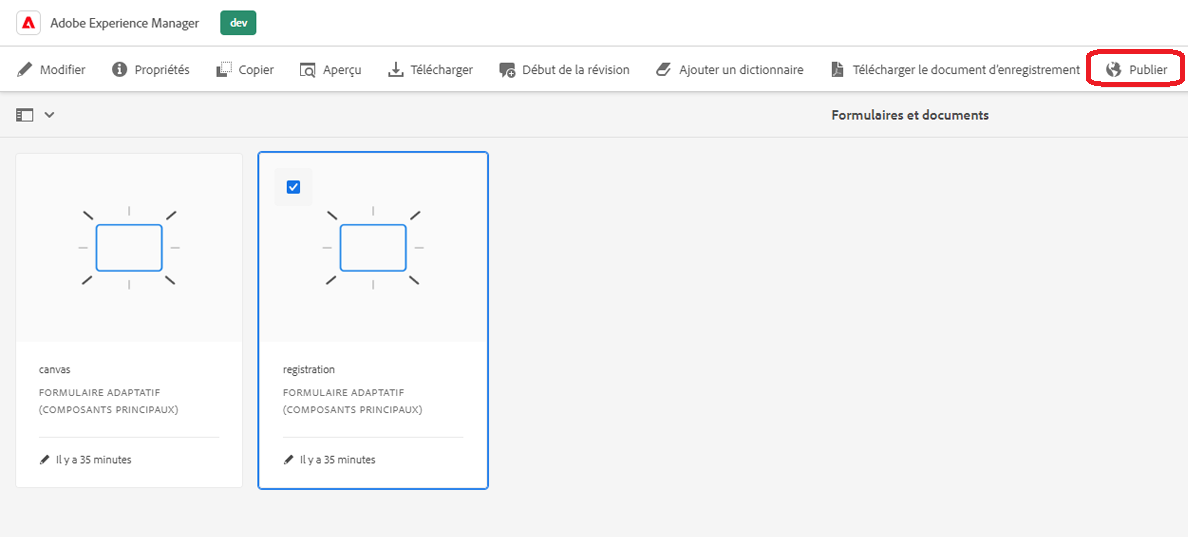 Adobe Experience Manager
dev
Modifier
Propriétés
Copier
Aperçu
Télécharger
Début de la révision
Ajouter un dictionnaire
Télécharger le document d'enregistrement
Publier
Formulaires et documents
canvas
FORMULAIRE ADAPTATIF
(COMPOSANTS PRINCIPAUX)
Il y a 35 minutes
registration
FORMULAIRE ADAPTATIF
(COMPOSANTS PRINCIPAUX)
Il y a 35 minutes